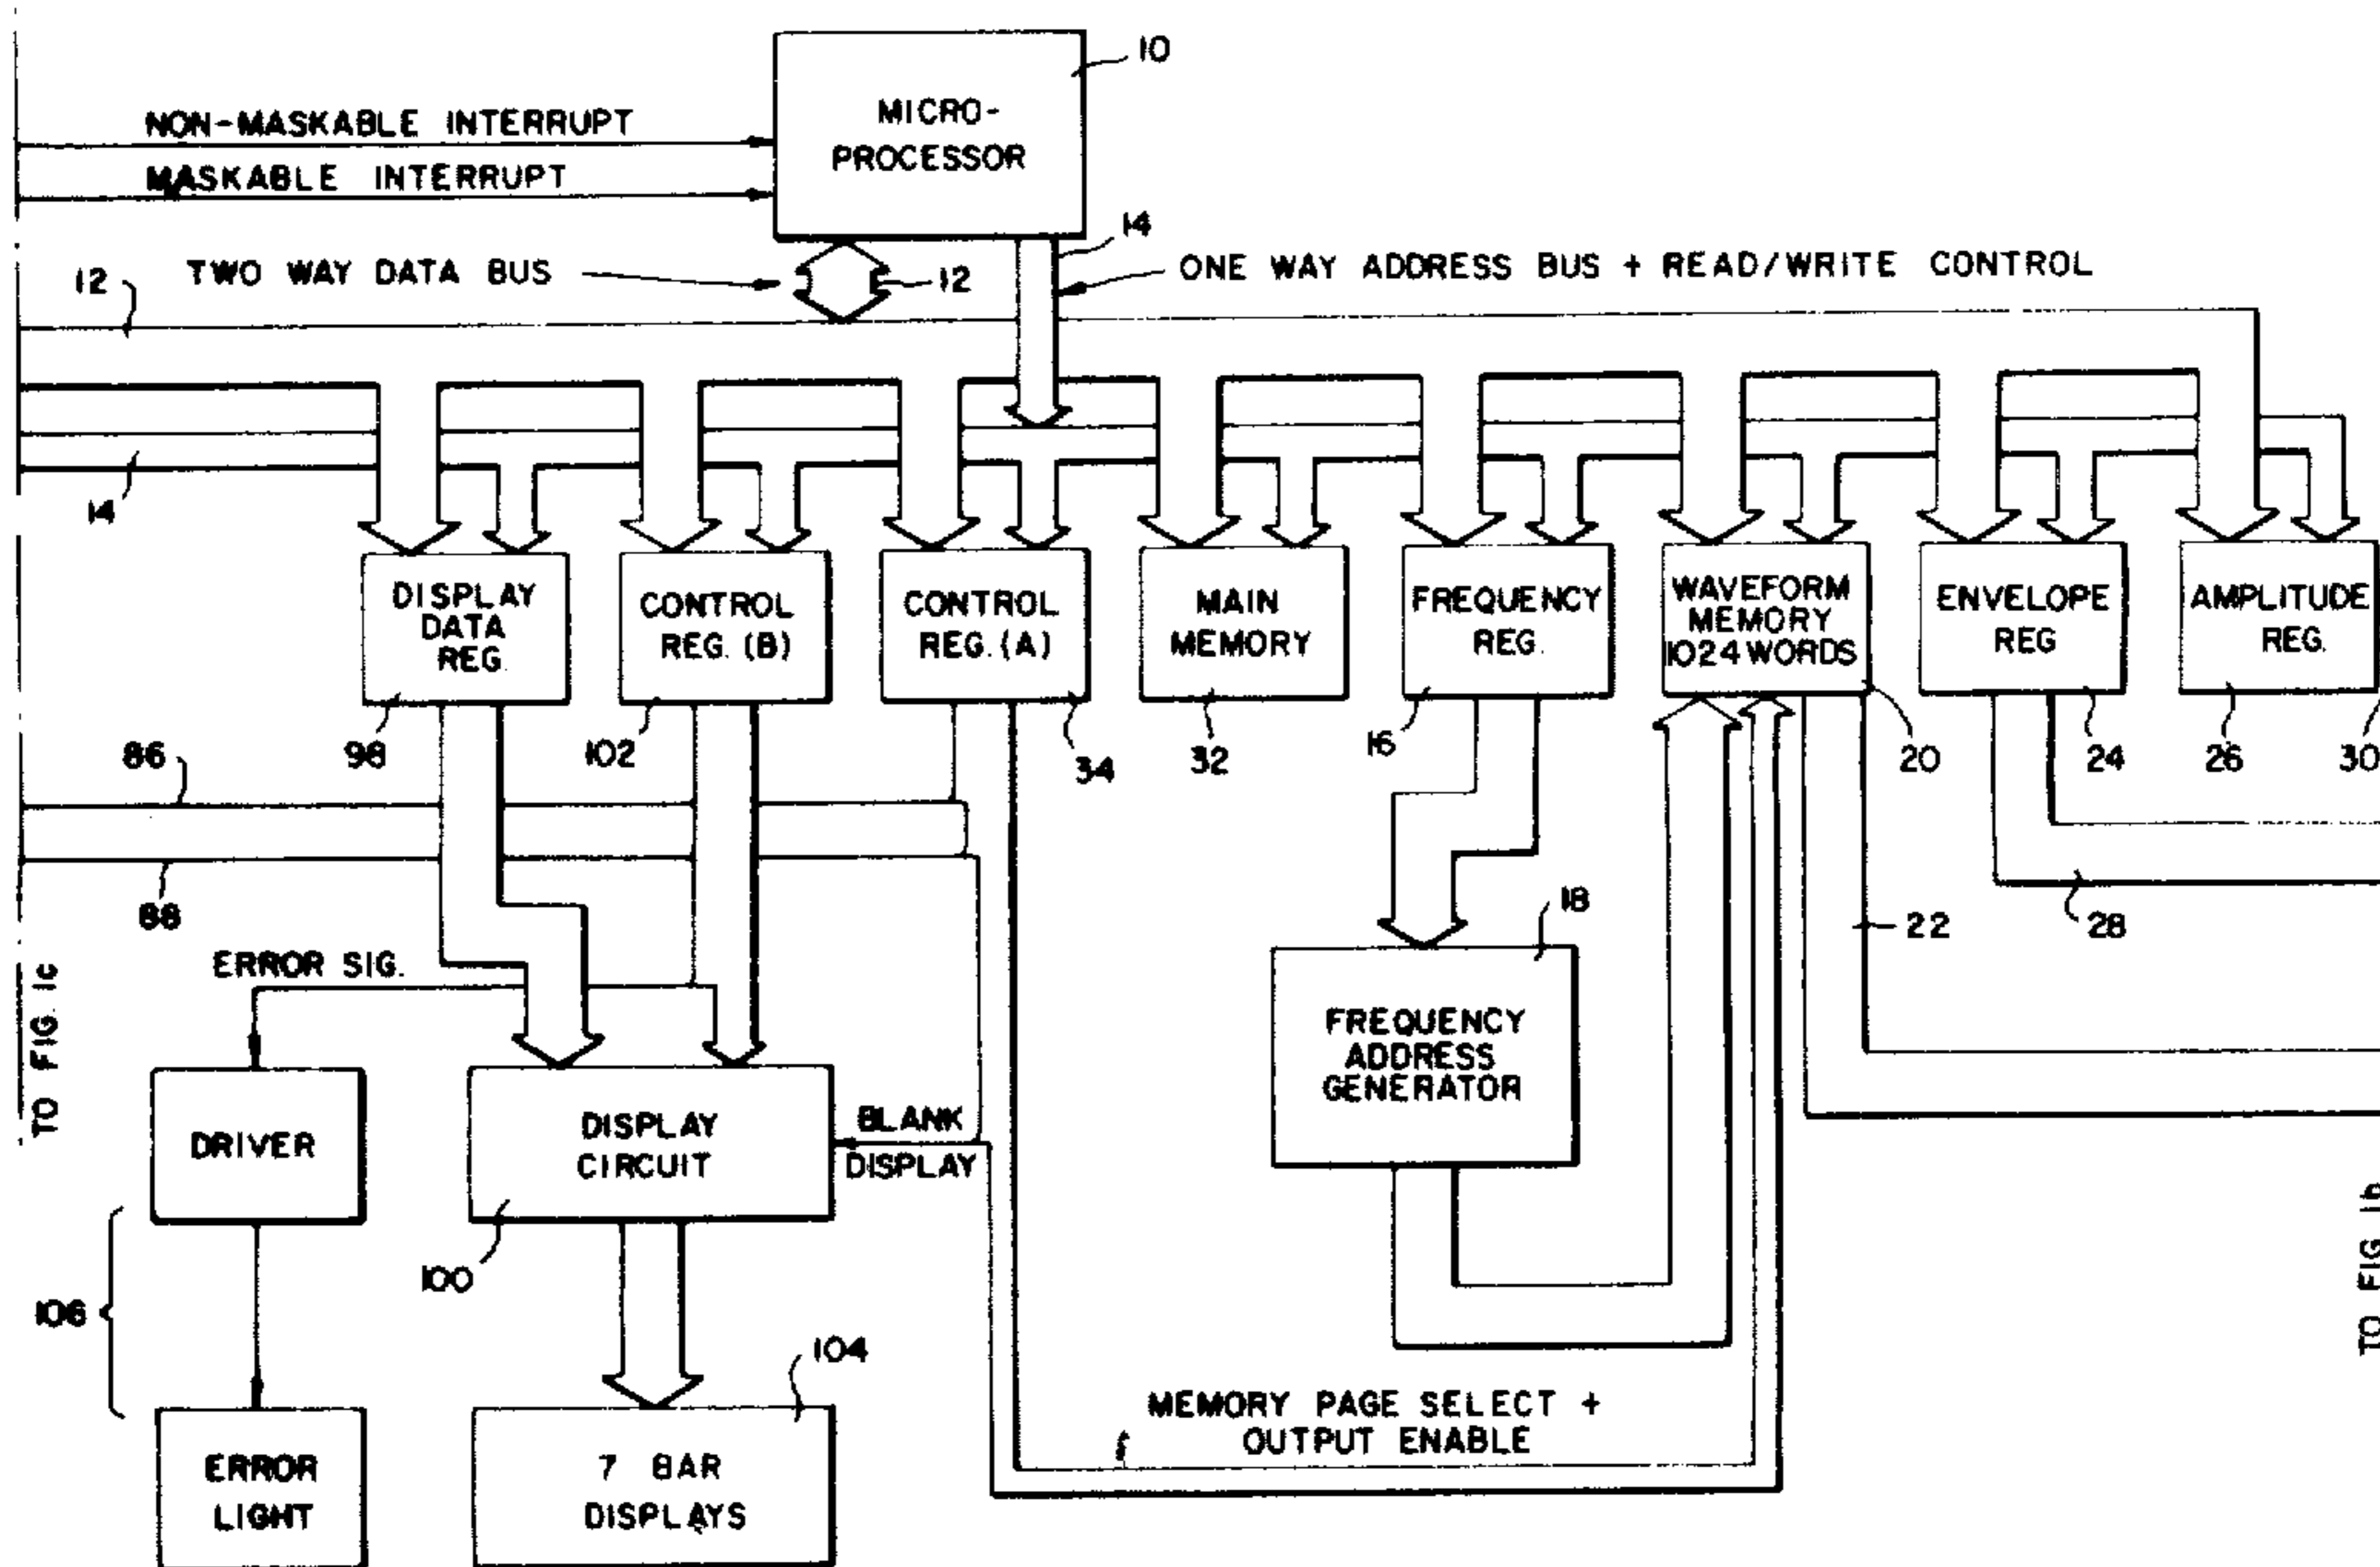 10
MICRO-
PROCESSOR
NON-MASKABLE INTERRUPT
MASKABLE INTERRUPT
14
12
TWO WAY DATA BUS
12
ONE WAY ADDRESS BUS + READ/WRITE CONTROL
14
DISPLAY
DATA
REG.
CONTROL
REG. (B)
CONTROL
REG. (A)
MAIN
MEMORY
FREQUENCY
REG.
WAVEFORM
MEMORY
1024 WORDS
ENVELOPE
REG
AMPLITUDE
REG.
86
98
102
34
32
16
20
24
26
30
88
18
22
28
ERROR SIG.
TO FIG. 1c
FREQUENCY
ADDRESS
GENERATOR
DRIVER
DISPLAY
CIRCUIT
BLANK
DISPLAY
100
106
104
TO FIG 1b
MEMORY PAGE SELECT +
OUTPUT ENABLE
ERROR
LIGHT
7 BAR
DISPLAYS